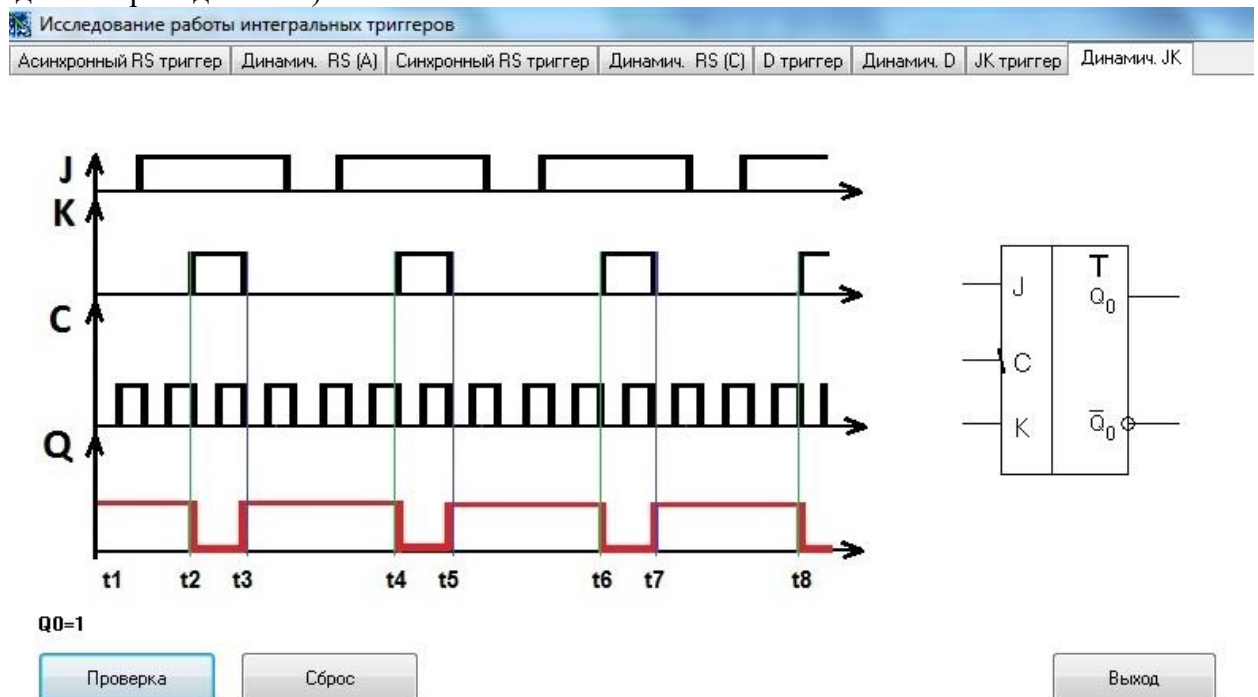 Исследование работы интегральных триггеров
Асинхронный RS триггер Динамич. RS (A) Синхронный RS триггер Динамич. RS (C) D триггер Динамич. D JK триггер Динамич. JK
J
K
C
Q
t1 t2 t3 t4 t5 t6 t7 t8
T
J Q0
C
K Q̅0
Q0=1
Проверка Сброс Выход